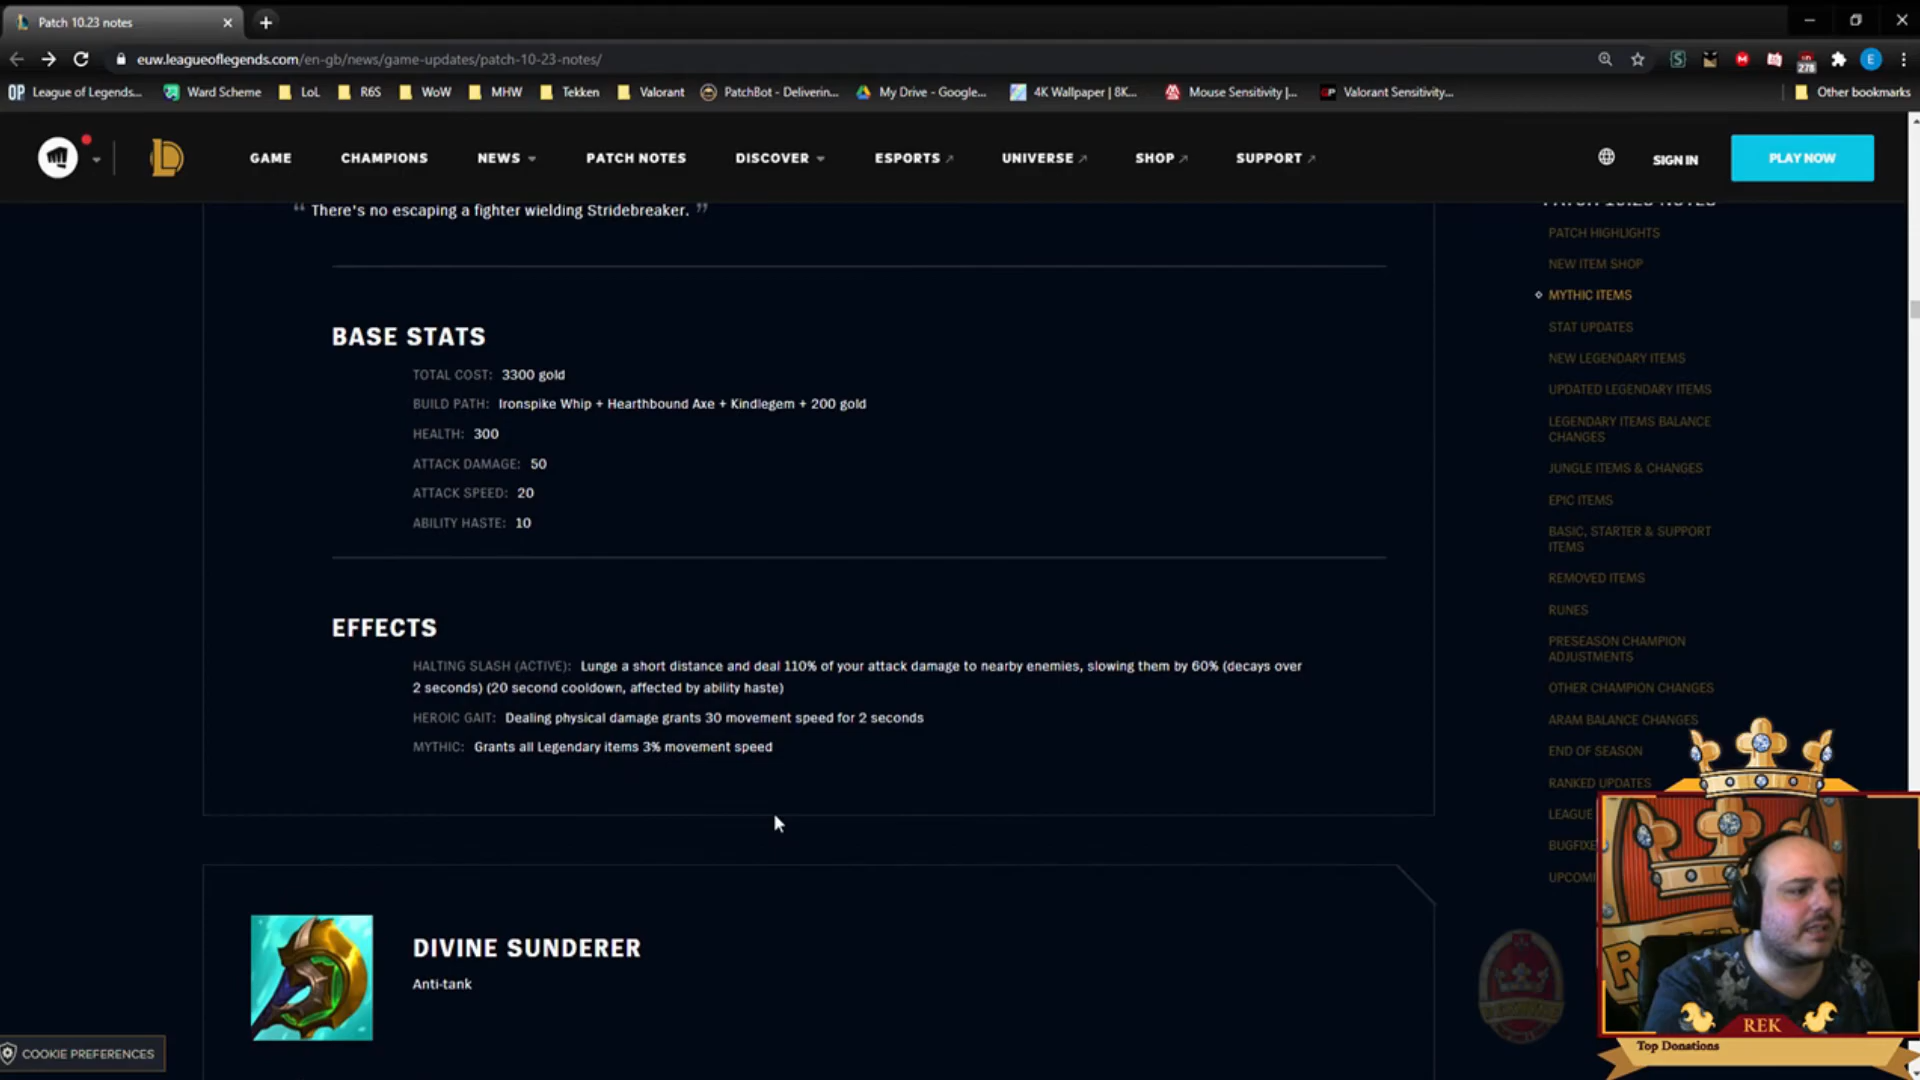 Patch 10.23 notes
euw.leagueoflegends.com/en-gb/news/game-updates/patch-10-23-notes/
278
E
OP League of Legends...
Ward Scheme
LoL
R6S
WoW
MHW
Tekken
Valorant
PatchBot - Deliverin...
My Drive - Google...
4K Wallpaper | 8K...
Mouse Sensitivity |...
Valorant Sensitivity...
Other bookmarks
GAME
CHAMPIONS
NEWS
PATCH NOTES
DISCOVER
ESPORTS
UNIVERSE
SHOP
SUPPORT
SIGN IN
PLAY NOW
“ There's no escaping a fighter wielding Stridebreaker. ”
BASE STATS
TOTAL COST: 3300 gold
BUILD PATH: Ironspike Whip + Hearthbound Axe + Kindlegem + 200 gold
HEALTH: 300
ATTACK DAMAGE: 50
ATTACK SPEED: 20
ABILITY HASTE: 10
EFFECTS
HALTING SLASH (ACTIVE): Lunge a short distance and deal 110% of your attack damage to nearby enemies, slowing them by 60% (decays over
2 seconds) (20 second cooldown, affected by ability haste)
HEROIC GAIT: Dealing physical damage grants 30 movement speed for 2 seconds
MYTHIC: Grants all Legendary items 3% movement speed
DIVINE SUNDERER
Anti-tank
COOKIE PREFERENCES
PATCH 10.23 NOTES
PATCH HIGHLIGHTS
NEW ITEM SHOP
MYTHIC ITEMS
STAT UPDATES
NEW LEGENDARY ITEMS
UPDATED LEGENDARY ITEMS
LEGENDARY ITEMS BALANCE
CHANGES
JUNGLE ITEMS & CHANGES
EPIC ITEMS
BASIC, STARTER & SUPPORT
ITEMS
REMOVED ITEMS
RUNES
PRESEASON CHAMPION
ADJUSTMENTS
OTHER CHAMPION CHANGES
ARAM BALANCE CHANGES
END OF SEASON
RANKED UPDATES
LEAGUE
BUGFIXE
UPCOMI
REK
Top Donations